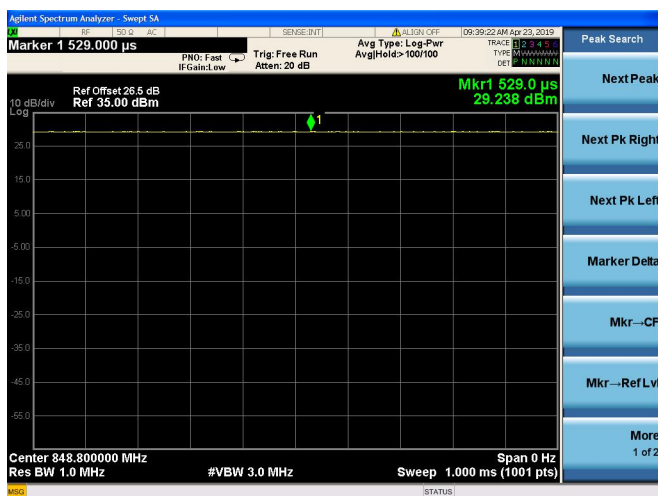 Agilent Spectrum Analyzer - Swept SA
RF 50 Ω AC SENSE:INT ALIGN OFF 09:39:22 AM Apr 23, 2019
Marker 1 529.000 µs
PNO: Fast
IFGain:Low
Trig: Free Run
Atten: 20 dB
Avg Type: Log-Pwr
Avg|Hold:>100/100
TRACE 1 2 3 4 5 6
TYPE M
DET P N N N N N
Peak Search
Mkr1 529.0 µs
29.238 dBm
Ref Offset 26.5 dB
Ref 35.00 dBm
10 dB/div
Log
1
25.0
15.0
5.00
-5.00
-15.0
-25.0
-35.0
-45.0
-55.0
Next Peak
Next Pk Right
Next Pk Left
Marker Delta
Mkr→CF
Mkr→Ref Lvl
More
1 of 2
Center 848.800000 MHz
Span 0 Hz
Res BW 1.0 MHz
#VBW 3.0 MHz
Sweep 1.000 ms (1001 pts)
MSG
STATUS